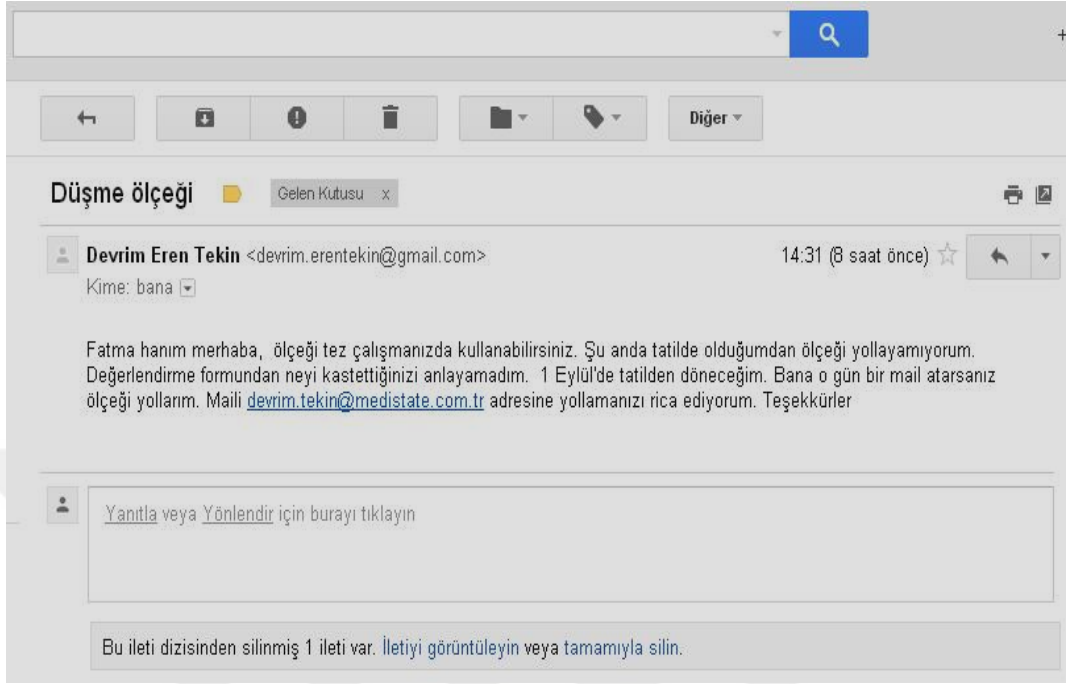 +
Diğer
Düşme ölçeği
Gelen Kutusu x
Devrim Eren Tekin <devrim.erentekin@gmail.com>
14:31 (8 saat önce)
Kime: bana
Fatma hanım merhaba, ölçeği tez çalışmanızda kullanabilirsiniz. Şu anda tatilde olduğumdan ölçeği yollayamıyorum.
Değerlendirme formundan neyi kastettiğinizi anlayamadım. 1 Eylül'de tatilden döneceğim. Bana o gün bir mail atarsanız
ölçeği yollarım. Maili devrim.tekin@medistate.com.tr adresine yollamanızı rica ediyorum. Teşekkürler
Yanıtla veya Yönlendir için burayı tıklayın
Bu ileti dizisinden silinmiş 1 ileti var. İletiyi görüntüleyin veya tamamıyla silin.